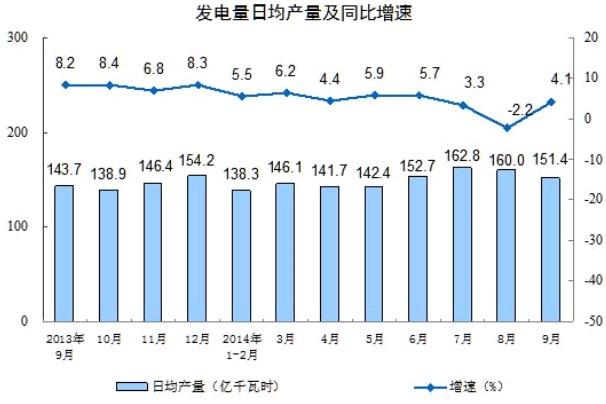 发电量日均产量及同比增速
300 20
8.2 8.4 6.8 8.3 5.5 6.2 4.4 5.9 5.7 3.3 -2.2 4.1
10
200 0
143.7 138.9 146.4 154.2 138.3 146.1 141.7 142.4 152.7 162.8 160.0 151.4
-10
100 -20
-30
-40
0 -50
2013年 10月 11月 12月 2014年 3月 4月 5月 6月 7月 8月 9月
9月 1-2月
日均产量（亿千瓦时） 增速（%）